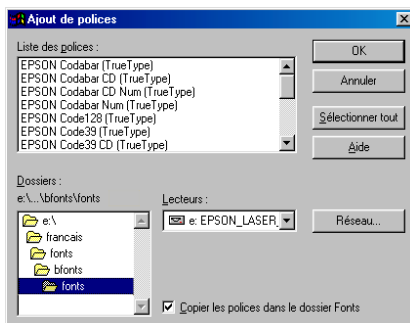 Ajout de polices
Liste des polices :
EPSON Codabar (TrueType)
EPSON Codabar CD (TrueType)
EPSON Codabar CD Num (TrueType)
EPSON Codabar Num (TrueType)
EPSON Code128 (TrueType)
EPSON Code39 (TrueType)
EPSON Code39 CD (TrueType)
OK
Annuler
Sélectionner tout
Aide
Dossiers :
e:\...\bfonts\fonts
e:\
francais
fonts
bfonts
fonts
Lecteurs :
e: EPSON_LASER_
Réseau...
Copier les polices dans le dossier Fonts